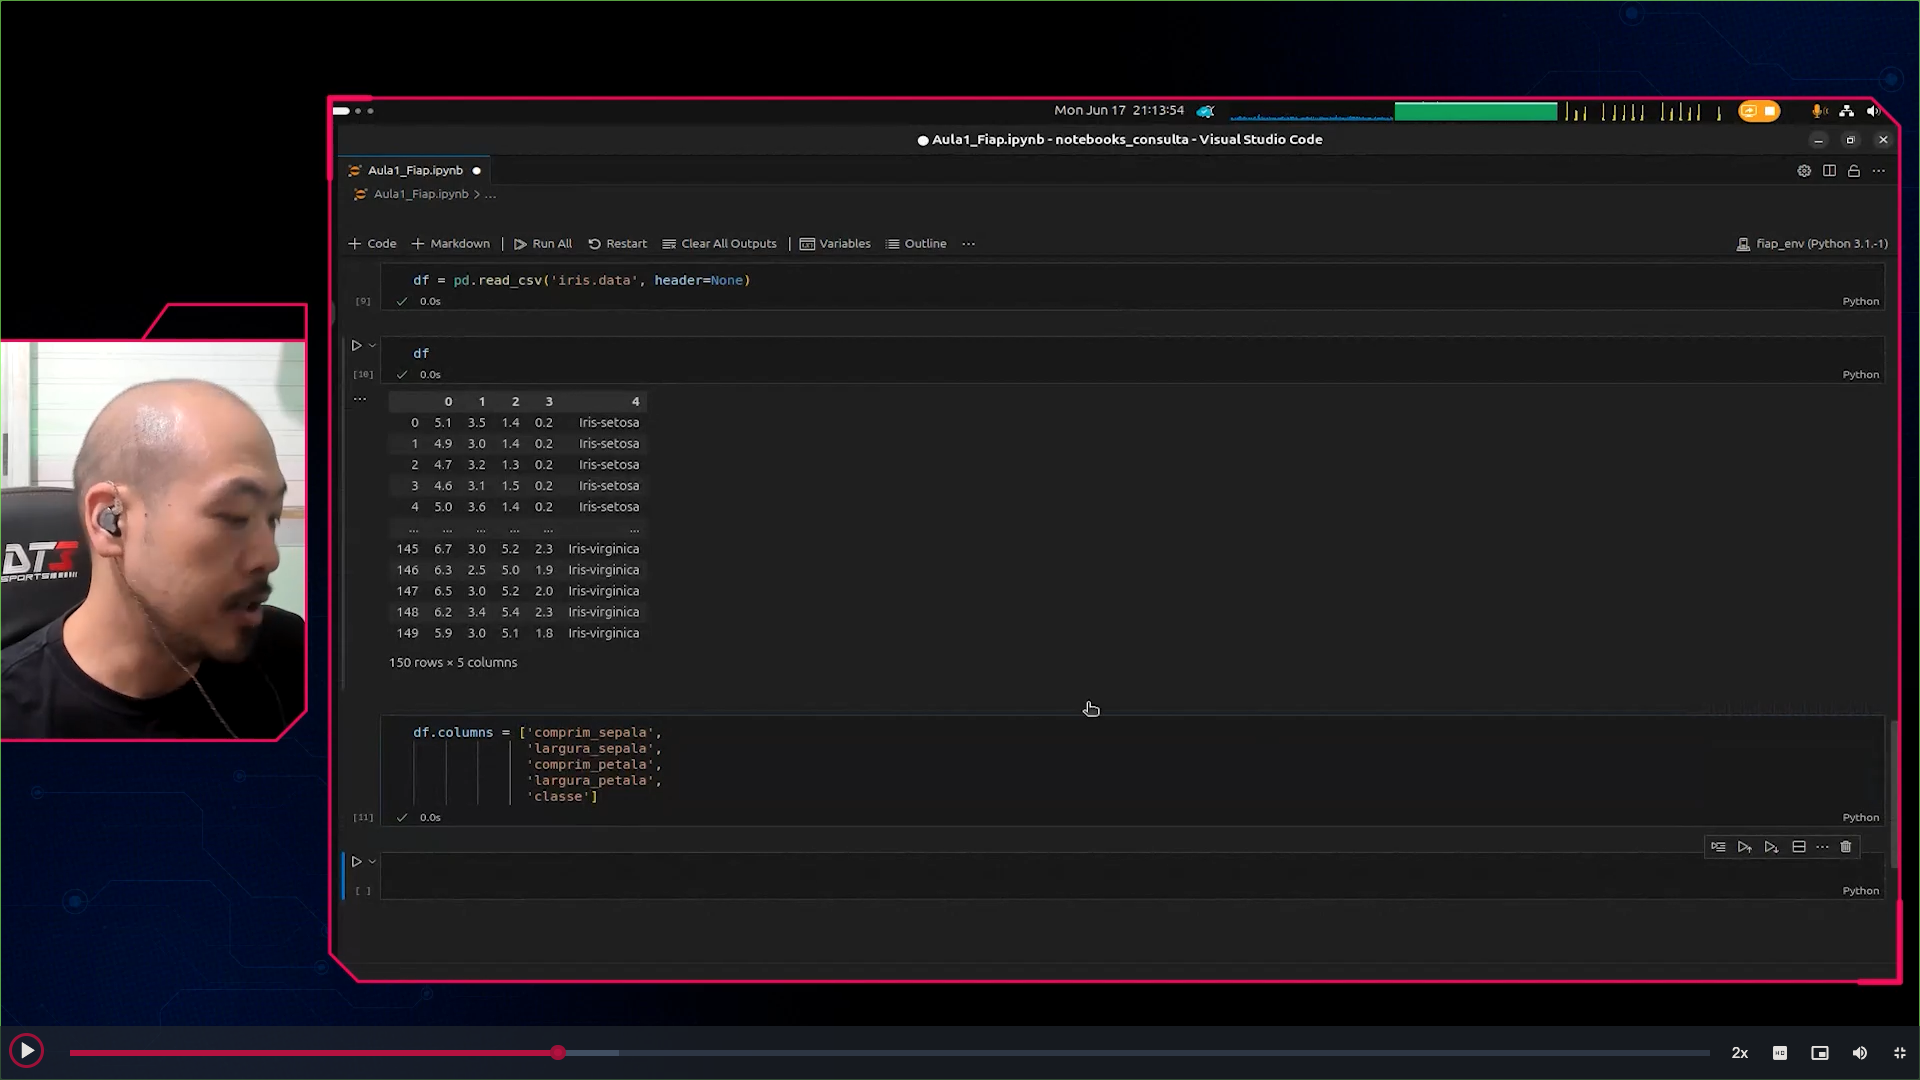 Mon Jun 17 21:13:54
Aula1_Fiap.ipynb - notebooks_consulta - Visual Studio Code
Aula1_Fiap.ipynb
Aula1_Fiap.ipynb > ...
Code Markdown Run All Restart Clear All Outputs Variables Outline ...
fiap_env (Python 3.1.-1)
df = pd.read_csv('iris.data', header=None)
[9] 0.0s Python
df
[10] 0.0s Python
0 1 2 3 4
0 5.1 3.5 1.4 0.2 Iris-setosa
1 4.9 3.0 1.4 0.2 Iris-setosa
2 4.7 3.2 1.3 0.2 Iris-setosa
3 4.6 3.1 1.5 0.2 Iris-setosa
4 5.0 3.6 1.4 0.2 Iris-setosa
... ... ... ... ... ...
145 6.7 3.0 5.2 2.3 Iris-virginica
146 6.3 2.5 5.0 1.9 Iris-virginica
147 6.5 3.0 5.2 2.0 Iris-virginica
148 6.2 3.4 5.4 2.3 Iris-virginica
149 5.9 3.0 5.1 1.8 Iris-virginica
150 rows × 5 columns
df.columns = ['comprim_sepala',
'largura_sepala',
'comprim_petala',
'largura_petala',
'classe']
[11] 0.0s Python
[ ] Python
DT3
SPORTS
2x
HD